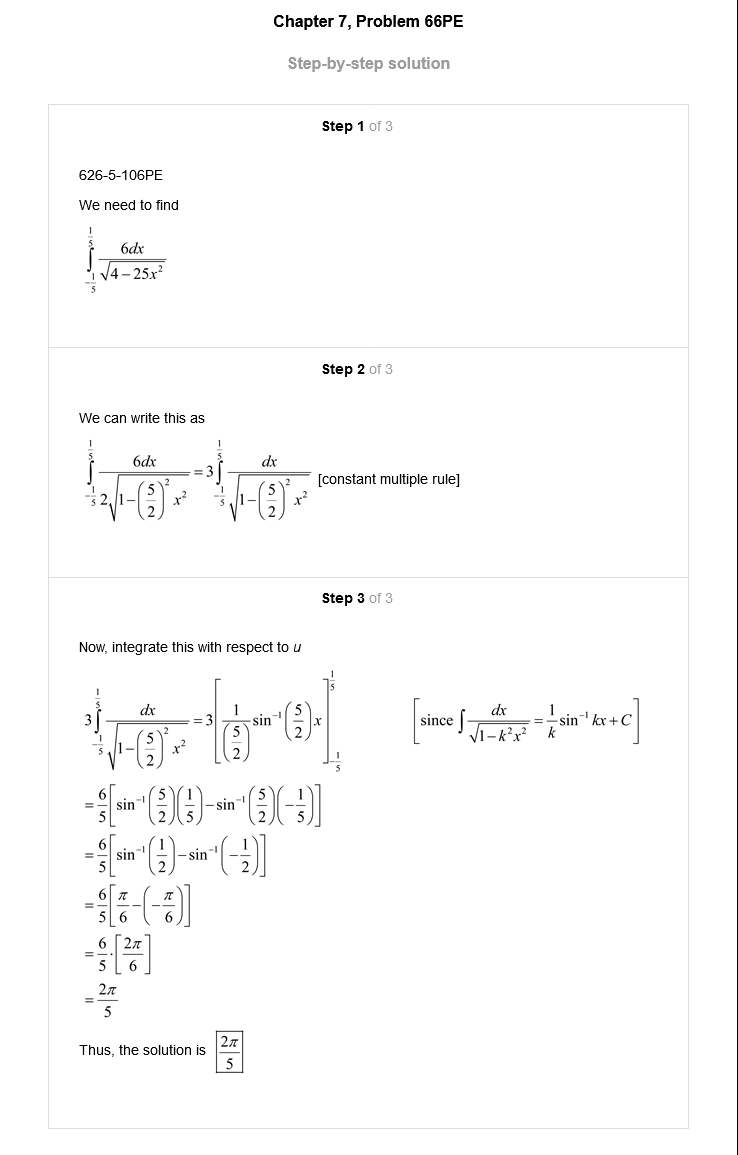 Chapter 7, Problem 66PE
Step-by-step solution
Step 1 of 3
626-5-106PE
We need to find
\int_{-\frac{1}{5}}^{\frac{1}{5}} \frac{6dx}{\sqrt{4-25x^2}}
Step 2 of 3
We can write this as
\int_{-\frac{1}{5}}^{\frac{1}{5}} \frac{6dx}{2\sqrt{1-\left(\frac{5}{2}\right)^2 x^2}} = 3\int_{-\frac{1}{5}}^{\frac{1}{5}} \frac{dx}{\sqrt{1-\left(\frac{5}{2}\right)^2 x^2}} [constant multiple rule]
Step 3 of 3
Now, integrate this with respect to u
3\int_{-\frac{1}{5}}^{\frac{1}{5}} \frac{dx}{\sqrt{1-\left(\frac{5}{2}\right)^2 x^2}} = 3\left[\frac{1}{\left(\frac{5}{2}\right)} \sin^{-1}\left(\frac{5}{2}\right)x\right]_{-\frac{1}{5}}^{\frac{1}{5}} \left[since \int \frac{dx}{\sqrt{1-k^2x^2}} = \frac{1}{k}\sin^{-1} kx + C\right]
= \frac{6}{5}\left[\sin^{-1}\left(\frac{5}{2}\right)\left(\frac{1}{5}\right) - \sin^{-1}\left(\frac{5}{2}\right)\left(-\frac{1}{5}\right)\right]
= \frac{6}{5}\left[\sin^{-1}\left(\frac{1}{2}\right) - \sin^{-1}\left(-\frac{1}{2}\right)\right]
= \frac{6}{5}\left[\frac{\pi}{6} - \left(-\frac{\pi}{6}\right)\right]
= \frac{6}{5} \cdot \left[\frac{2\pi}{6}\right]
= \frac{2\pi}{5}
Thus, the solution is \frac{2\pi}{5}